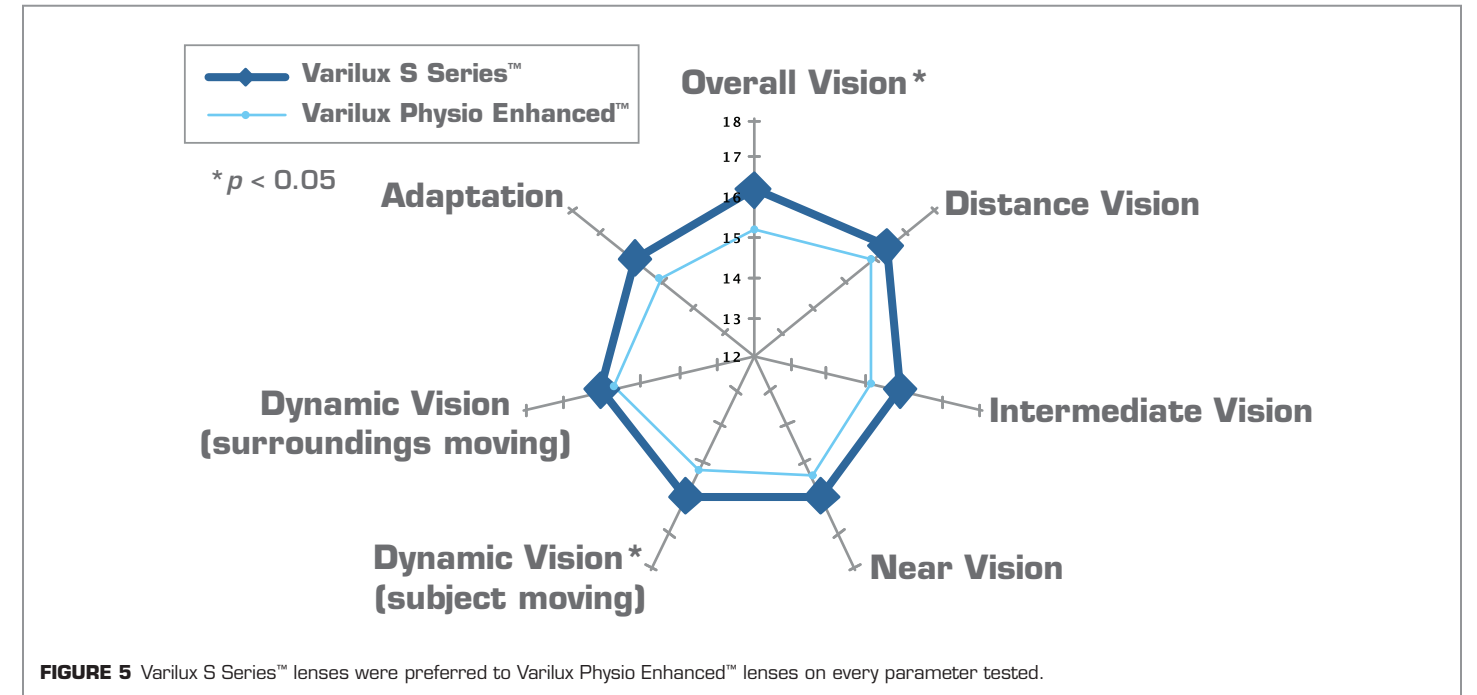 Varilux S Series™
Varilux Physio Enhanced™
*p < 0.05
Overall Vision*
18
17
16
15
14
13
12
Adaptation
Distance Vision
Dynamic Vision
(surroundings moving)
Intermediate Vision
Dynamic Vision*
(subject moving)
Near Vision
FIGURE 5 Varilux S Series™ lenses were preferred to Varilux Physio Enhanced™ lenses on every parameter tested.